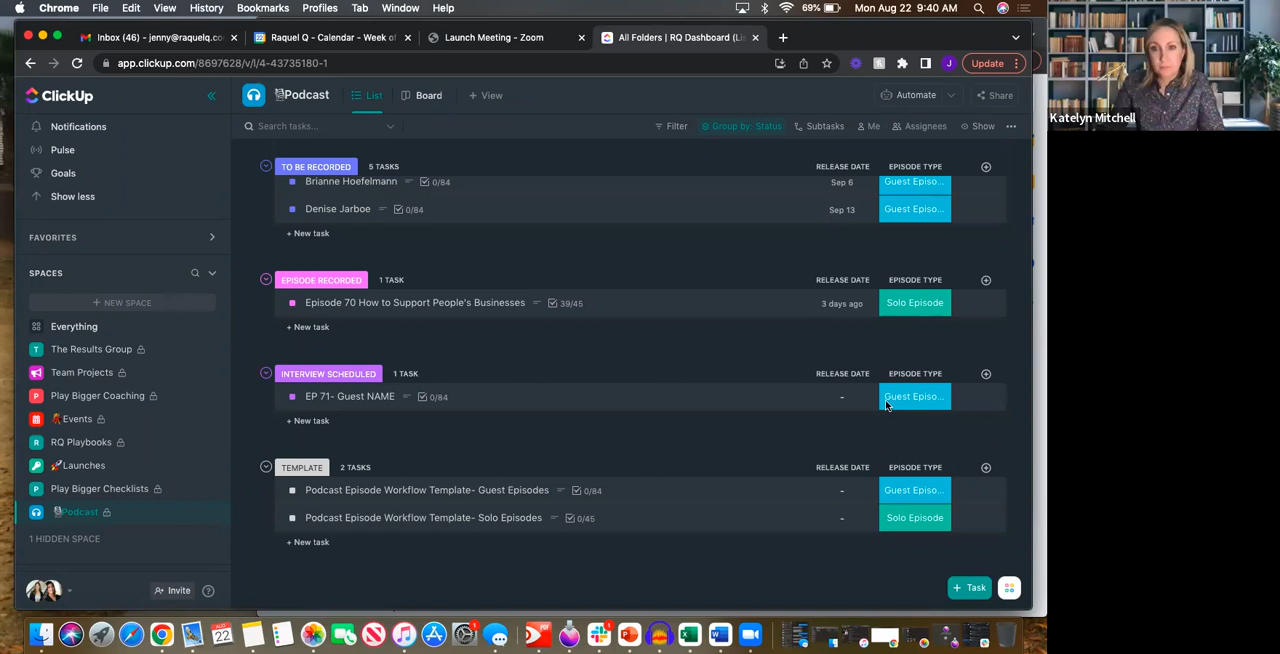 Chrome File Edit View History Bookmarks Profiles Tab Window Help 69% Mon Aug 22 9:40 AM
Inbox (46) - jenny@raquelq.co
Raquel Q - Calendar - Week of
Launch Meeting - Zoom
All Folders | RQ Dashboard (Lis
app.clickup.com/8697628/v/l/4-43735180-1
J
Update
ClickUp
Podcast
List
Board
+ View
Automate
Share
Search tasks...
Filter
Group by: Status
Subtasks
Me
Assignees
Show
Notifications
Pulse
Goals
Show less
FAVORITES
SPACES
+ NEW SPACE
Everything
T The Results Group
Team Projects
P Play Bigger Coaching
Events
R RQ Playbooks
Launches
P Play Bigger Checklists
Podcast
1 HIDDEN SPACE
Invite
TO BE RECORDED 5 TASKS RELEASE DATE EPISODE TYPE
Brianne Hoefelmann 0/84 Sep 6 Guest Episo...
Denise Jarboe 0/84 Sep 13 Guest Episo...
+ New task
EPISODE RECORDED 1 TASK RELEASE DATE EPISODE TYPE
Episode 70 How to Support People's Businesses 39/45 3 days ago Solo Episode
+ New task
INTERVIEW SCHEDULED 1 TASK RELEASE DATE EPISODE TYPE
EP 71- Guest NAME 0/84 - Guest Episo...
+ New task
TEMPLATE 2 TASKS RELEASE DATE EPISODE TYPE
Podcast Episode Workflow Template- Guest Episodes 0/84 - Guest Episo...
Podcast Episode Workflow Template- Solo Episodes 0/45 - Solo Episode
+ New task
+ Task
Katelyn Mitchell
AUG
22
1
1